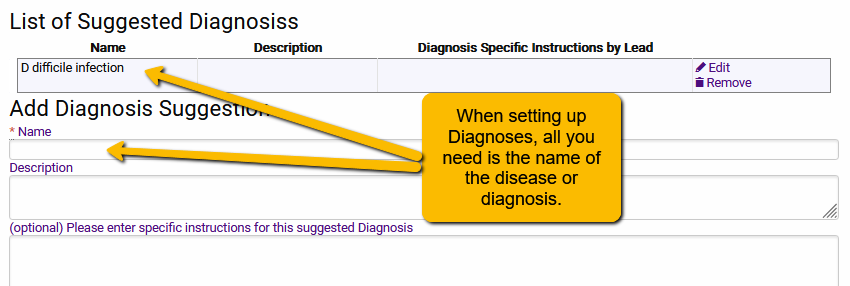 List of Suggested Diagnosiss
Name Description Diagnosis Specific Instructions by Lead
D difficile infection Edit
Remove
Add Diagnosis Suggestion
* Name
When setting up
Diagnoses, all you
need is the name of
the disease or
diagnosis.
Description
(optional) Please enter specific instructions for this suggested Diagnosis